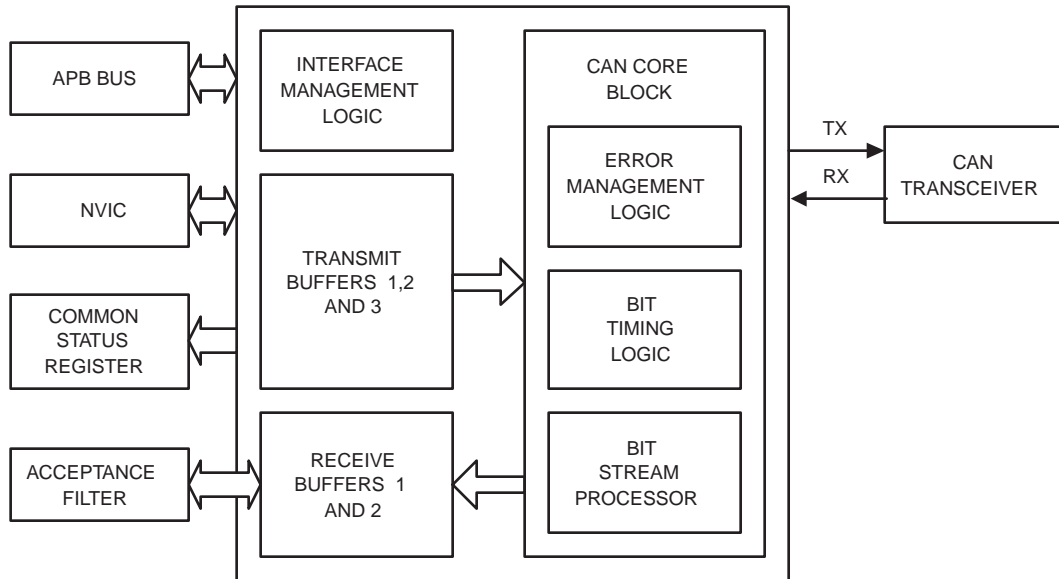 APB BUS
NVIC
COMMON
STATUS
REGISTER
ACCEPTANCE
FILTER
INTERFACE
MANAGEMENT
LOGIC
TRANSMIT
BUFFERS 1,2
AND 3
RECEIVE
BUFFERS 1
AND 2
CAN CORE
BLOCK
ERROR
MANAGEMENT
LOGIC
BIT
TIMING
LOGIC
BIT
STREAM
PROCESSOR
TX
RX
CAN
TRANSCEIVER